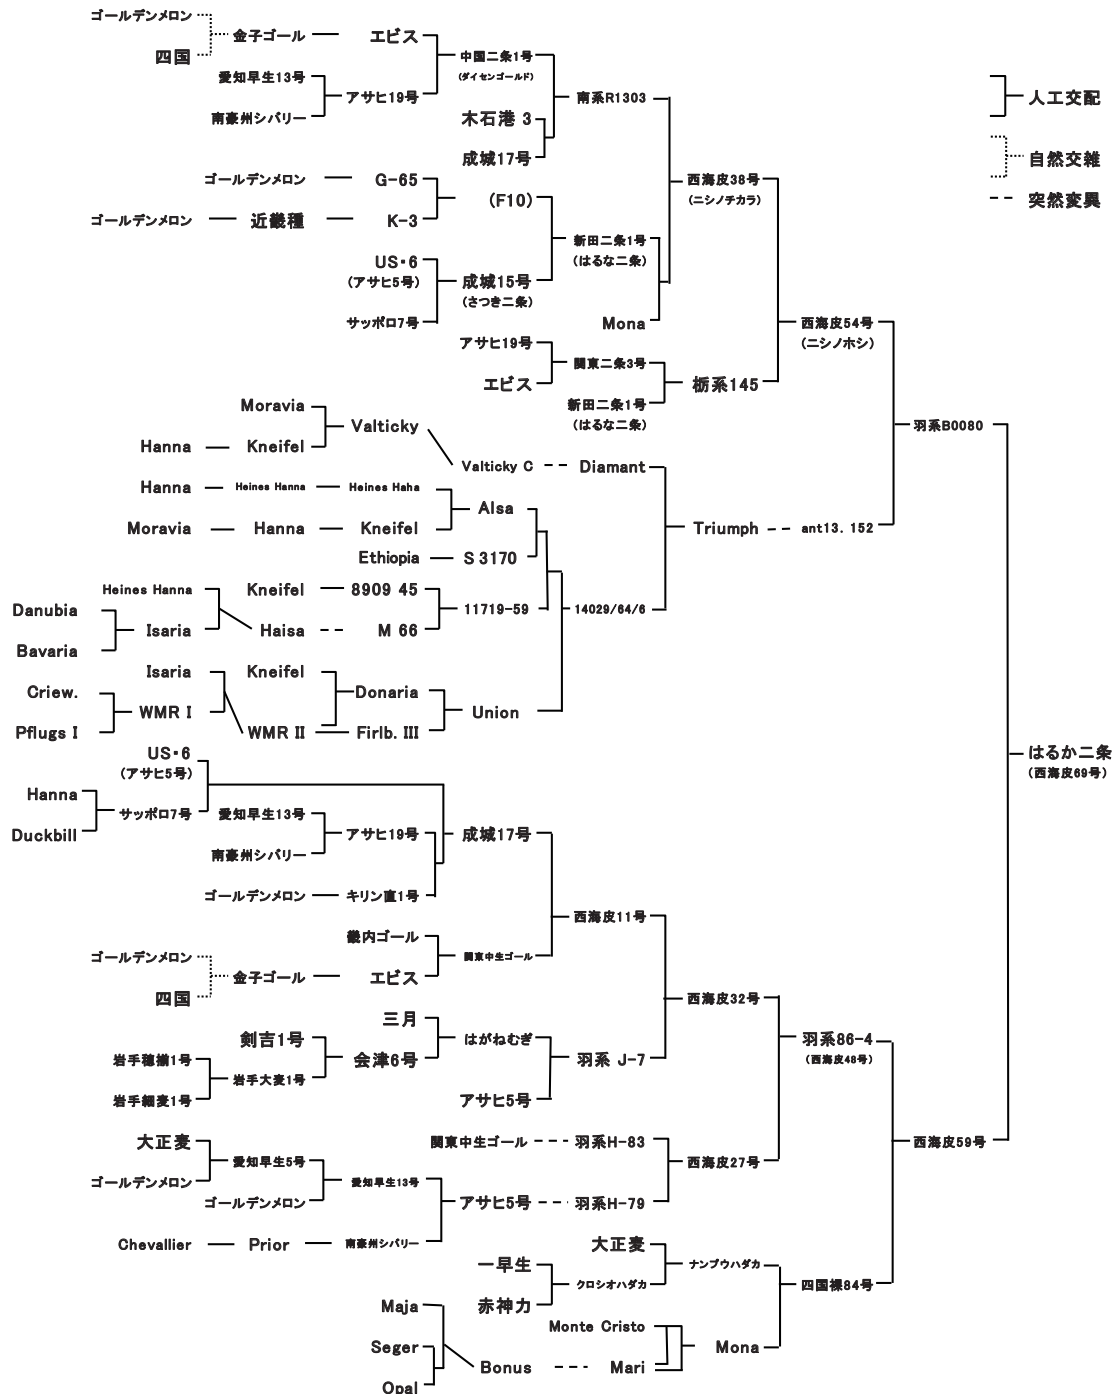 ゴールデンメロン
金子ゴール
エビス
四国
中国二条1号
(ダイセンゴールド)
愛知早生13号
アサヒ19号
南系R1303
人工交配
南豪州シバリー
木石港 3
成城17号
自然交雑
ゴールデンメロン
G-65
西海皮38号
(ニシノチカラ)
(F10)
突然変異
ゴールデンメロン
近畿種
K-3
新田二条1号
(はるな二条)
US・6
(アサヒ5号)
成城15号
(さつき二条)
サッポロ7号
Mona
西海皮54号
(ニシノホシ)
アサヒ19号
関東二条3号
エビス
栃系145
新田二条1号
(はるな二条)
Moravia
Valticky
羽系B0080
Hanna
Kneifel
Valticky C
Diamant
Hanna
Heines Hanna
Heines Haha
Alsa
Moravia
Hanna
Kneifel
Triumph
ant13. 152
Ethiopia
S 3170
Heines Hanna
Kneifel
8909 45
Danubia
11719-59
14029/64/6
Isaria
Haisa
M 66
Bavaria
Isaria
Kneifel
Criew.
Donaria
WMR I
Union
Pflugs I
WMR II
Firlb. III
US・6
(アサヒ5号)
はるか二条
(西海皮69号)
Hanna
サッポロ7号
愛知早生13号
Duckbill
アサヒ19号
成城17号
南豪州シバリー
ゴールデンメロン
キリン直1号
西海皮11号
畿内ゴール
ゴールデンメロン
関東中生ゴール
金子ゴール
エビス
四国
西海皮32号
三月
剣吉1号
はがねむぎ
羽系86-4
(西海皮48号)
岩手穂揃1号
会津6号
羽系 J-7
岩手大麦1号
岩手細麦1号
アサヒ5号
大正麦
関東中生ゴール
羽系H-83
西海皮59号
愛知早生5号
西海皮27号
ゴールデンメロン
愛知早生13号
ゴールデンメロン
アサヒ5号
羽系H-79
Chevallier
Prior
南豪州シバリー
大正麦
一早生
ナンプウハダカ
クロシオハダカ
四国裸84号
赤神力
Maja
Monte Cristo
Seger
Mona
Bonus
Mari
Opal